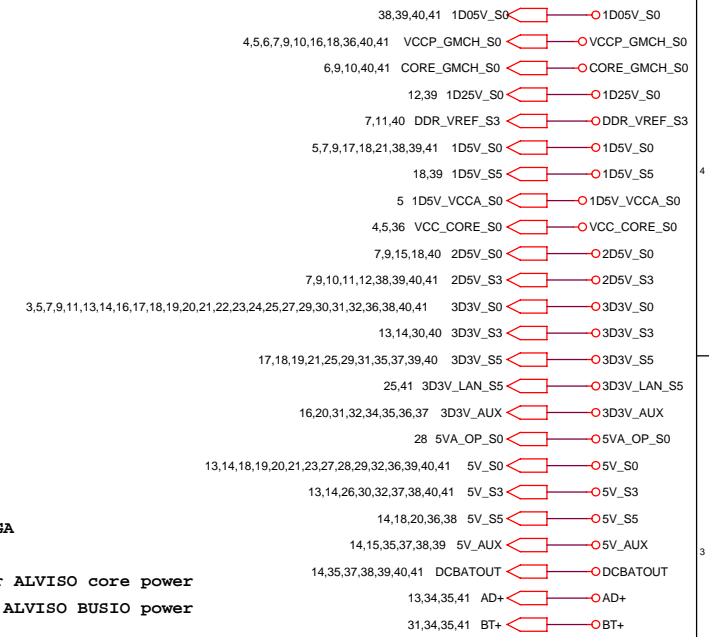 38,39,40,41 1D05V_S0 1D05V_S0
4,5,6,7,9,10,16,18,36,40,41 VCCP_GMCH_S0 VCCP_GMCH_S0
6,9,10,40,41 CORE_GMCH_S0 CORE_GMCH_S0
12,39 1D25V_S0 1D25V_S0
7,11,40 DDR_VREF_S3 DDR_VREF_S3
5,7,9,17,18,21,38,39,41 1D5V_S0 1D5V_S0
4
18,39 1D5V_S5 1D5V_S5
5 1D5V_VCCA_S0 1D5V_VCCA_S0
4,5,36 VCC_CORE_S0 VCC_CORE_S0
7,9,15,18,40 2D5V_S0 2D5V_S0
7,9,10,11,12,38,39,40,41 2D5V_S3 2D5V_S3
3,5,7,9,11,13,14,16,17,18,19,20,21,22,23,24,25,27,29,30,31,32,36,38,40,41 3D3V_S0 3D3V_S0
13,14,30,40 3D3V_S3 3D3V_S3
17,18,19,21,25,29,31,35,37,39,40 3D3V_S5 3D3V_S5
25,41 3D3V_LAN_S5 3D3V_LAN_S5
16,20,31,32,34,35,36,37 3D3V_AUX 3D3V_AUX
28 5VA_OP_S0 5VA_OP_S0
13,14,18,19,20,21,23,27,28,29,32,36,39,40,41 5V_S0 5V_S0
13,14,26,30,32,37,38,40,41 5V_S3 5V_S3
14,18,20,36,38 5V_S5 5V_S5
GA
14,15,35,37,38,39 5V_AUX 5V_AUX
3
14,35,37,38,39,40,41 DCBATOUT DCBATOUT
r ALVISO core power
13,34,35,41 AD+ AD+
ALVISO BUSIO power
31,34,35,41 BT+ BT+